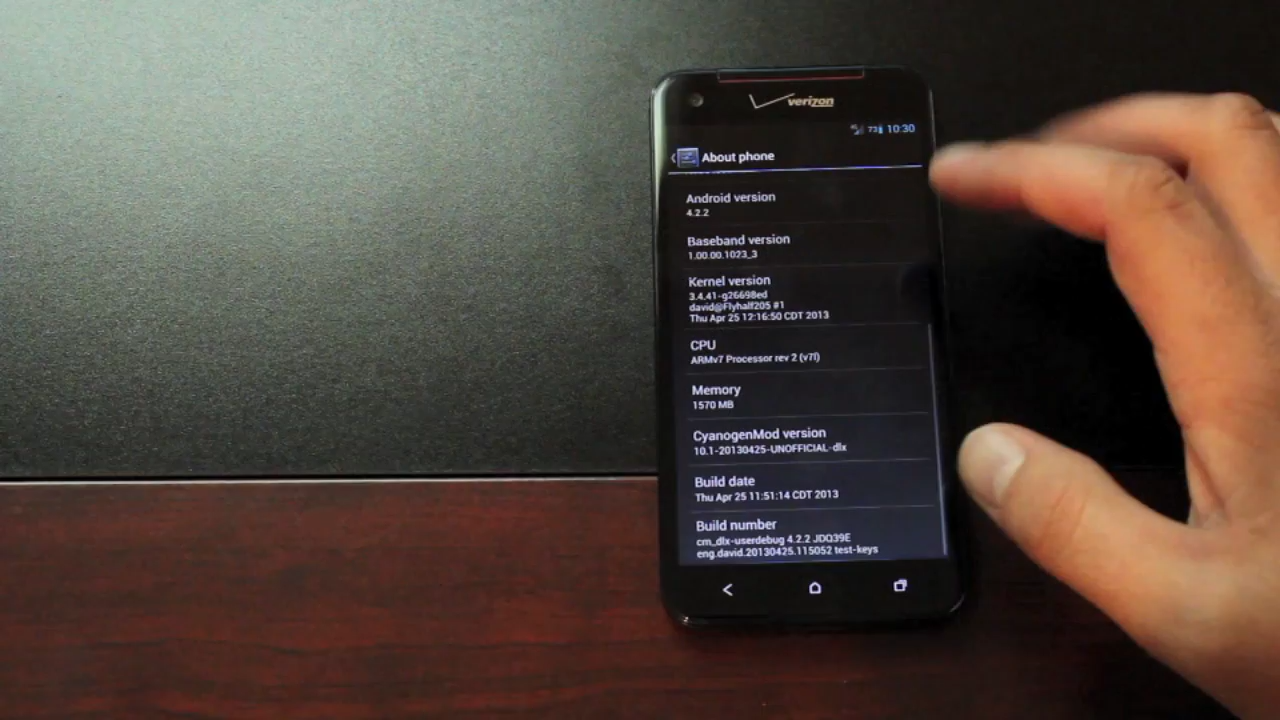 verizon
73 10:30
About phone
Android version
4.2.2
Baseband version
1.00.00.1023_3
Kernel version
3.4.41-g26698ed
david@Flyhalf205 #1
Thu Apr 25 12:16:50 CDT 2013
CPU
ARMv7 Processor rev 2 (v7l)
Memory
1570 MB
CyanogenMod version
10.1-20130425-UNOFFICIAL-dlx
Build date
Thu Apr 25 11:51:14 CDT 2013
Build number
cm_dlx-userdebug 4.2.2 JDQ39E
eng.david.20130425.115052 test-keys